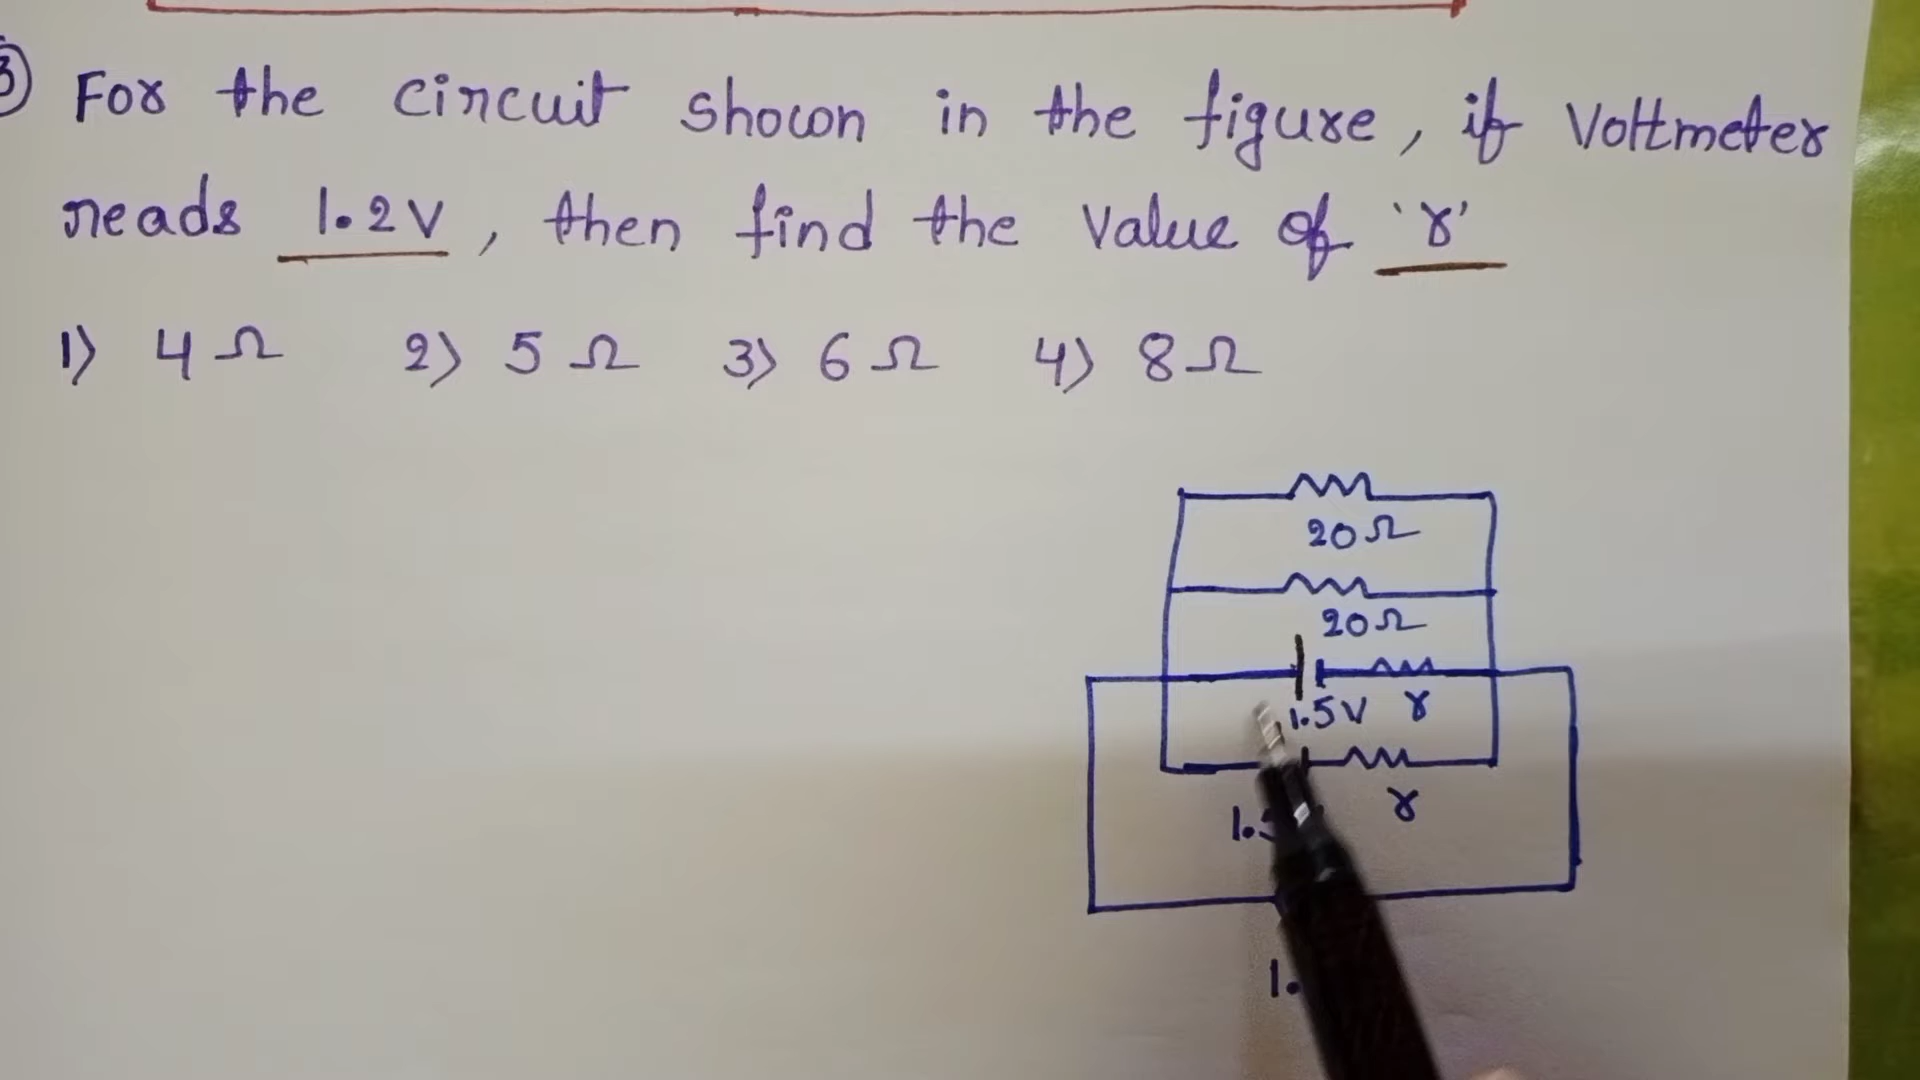 3) For the circuit shown in the figure, if Voltmeter
reads 1.2V, then find the value of 'r'
1) 4Ω 2) 5Ω 3) 6Ω 4) 8Ω
20Ω
20Ω
1.5V r
r